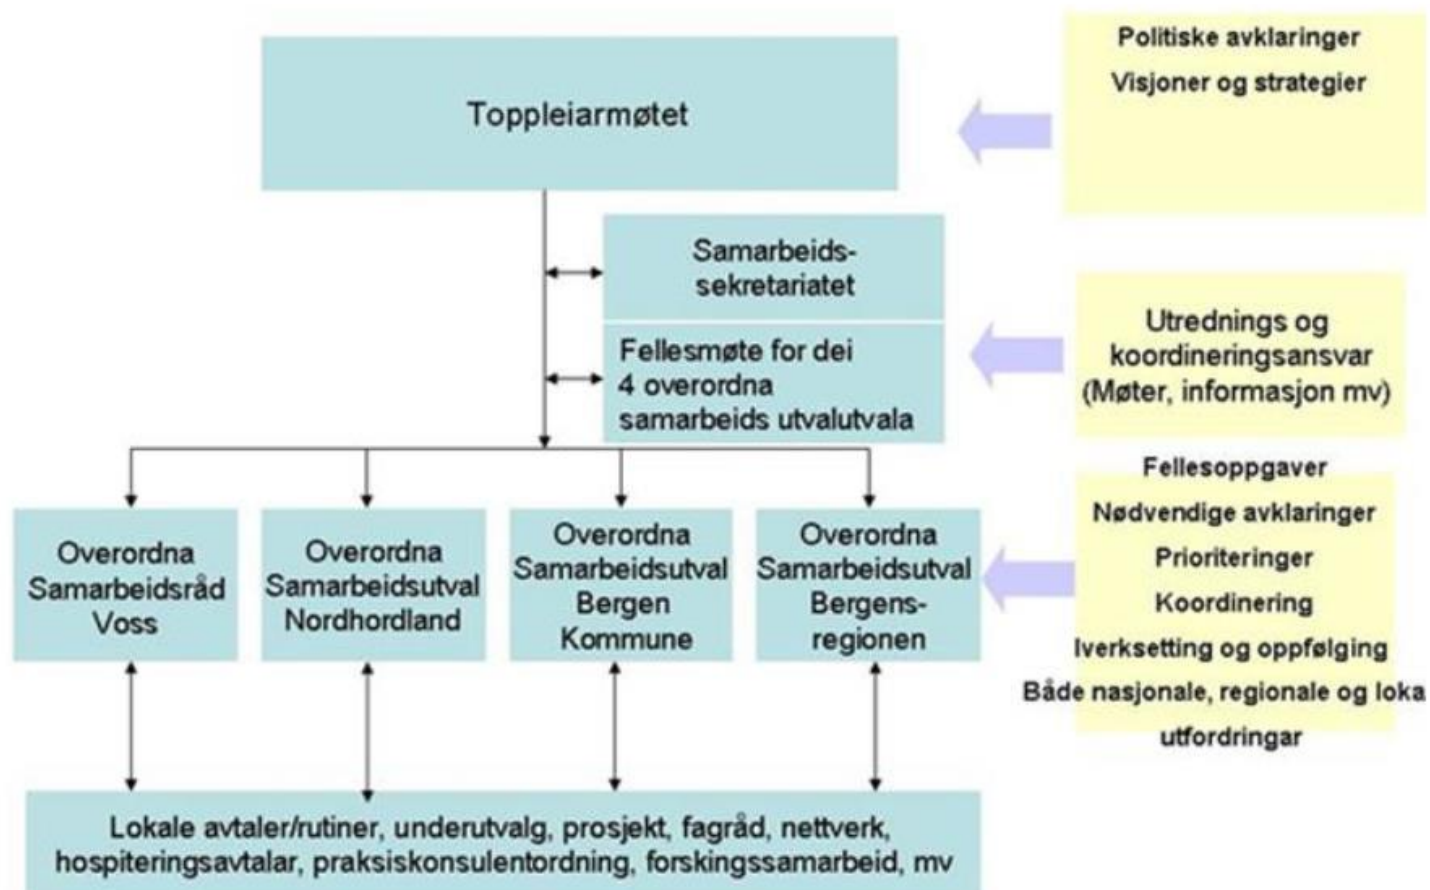 Toppleiarmøtet
Politiske avklaringer
Visjoner og strategier
Samarbeids-
sekretariatet
Fellesmøte for dei
4 overordna
samarbeids utvalutvala
Utrednings og
koordineringsansvar
(Møter, informasjon mv)
Overordna
Samarbeidsråd
Voss
Overordna
Samarbeidsutval
Nordhordland
Overordna
Samarbeidsutval
Bergen
Kommune
Overordna
Samarbeidsutval
Bergens-
regionen
Fellesoppgaver
Nødvendige avklaringer
Prioriteringer
Koordinering
Iverksetting og oppfølging
Både nasjonale, regionale og loka
utfordringar
Lokale avtaler/rutiner, underutvalg, prosjekt, fagråd, nettverk,
hospiteringsavtalar, praksiskonsulentordning, forskingssamarbeid, mv